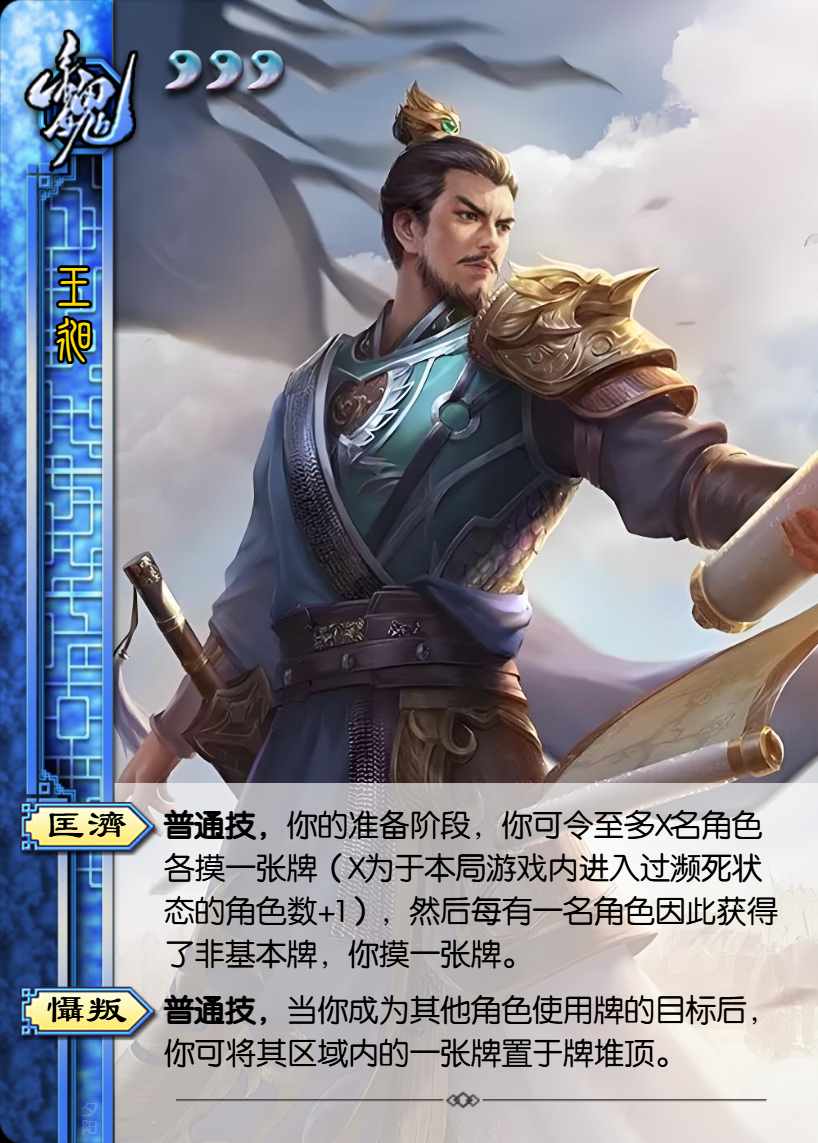 魏
王昶
匡濟
普通技，你的准备阶段，你可令至多X名角色
各摸一张牌（X为于本局游戏内进入过濒死状
态的角色数+1），然后每有一名角色因此获得
了非基本牌，你摸一张牌。
懾叛
普通技，当你成为其他角色使用牌的目标后，
你可将其区域内的一张牌置于牌堆顶。
夕阳